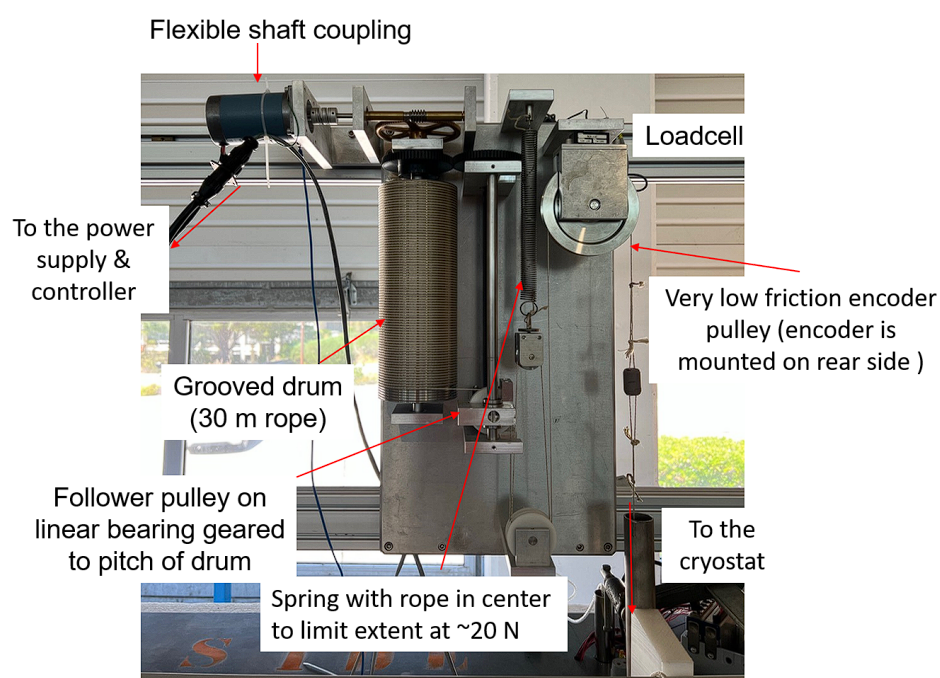 Flexible shaft coupling
Loadcell
To the power
supply &
controller
Very low friction encoder
pulley (encoder is
mounted on rear side )
Grooved drum
(30 m rope)
Follower pulley on
linear bearing geared
to pitch of drum
To the
cryostat
Spring with rope in center
to limit extent at ~20 N